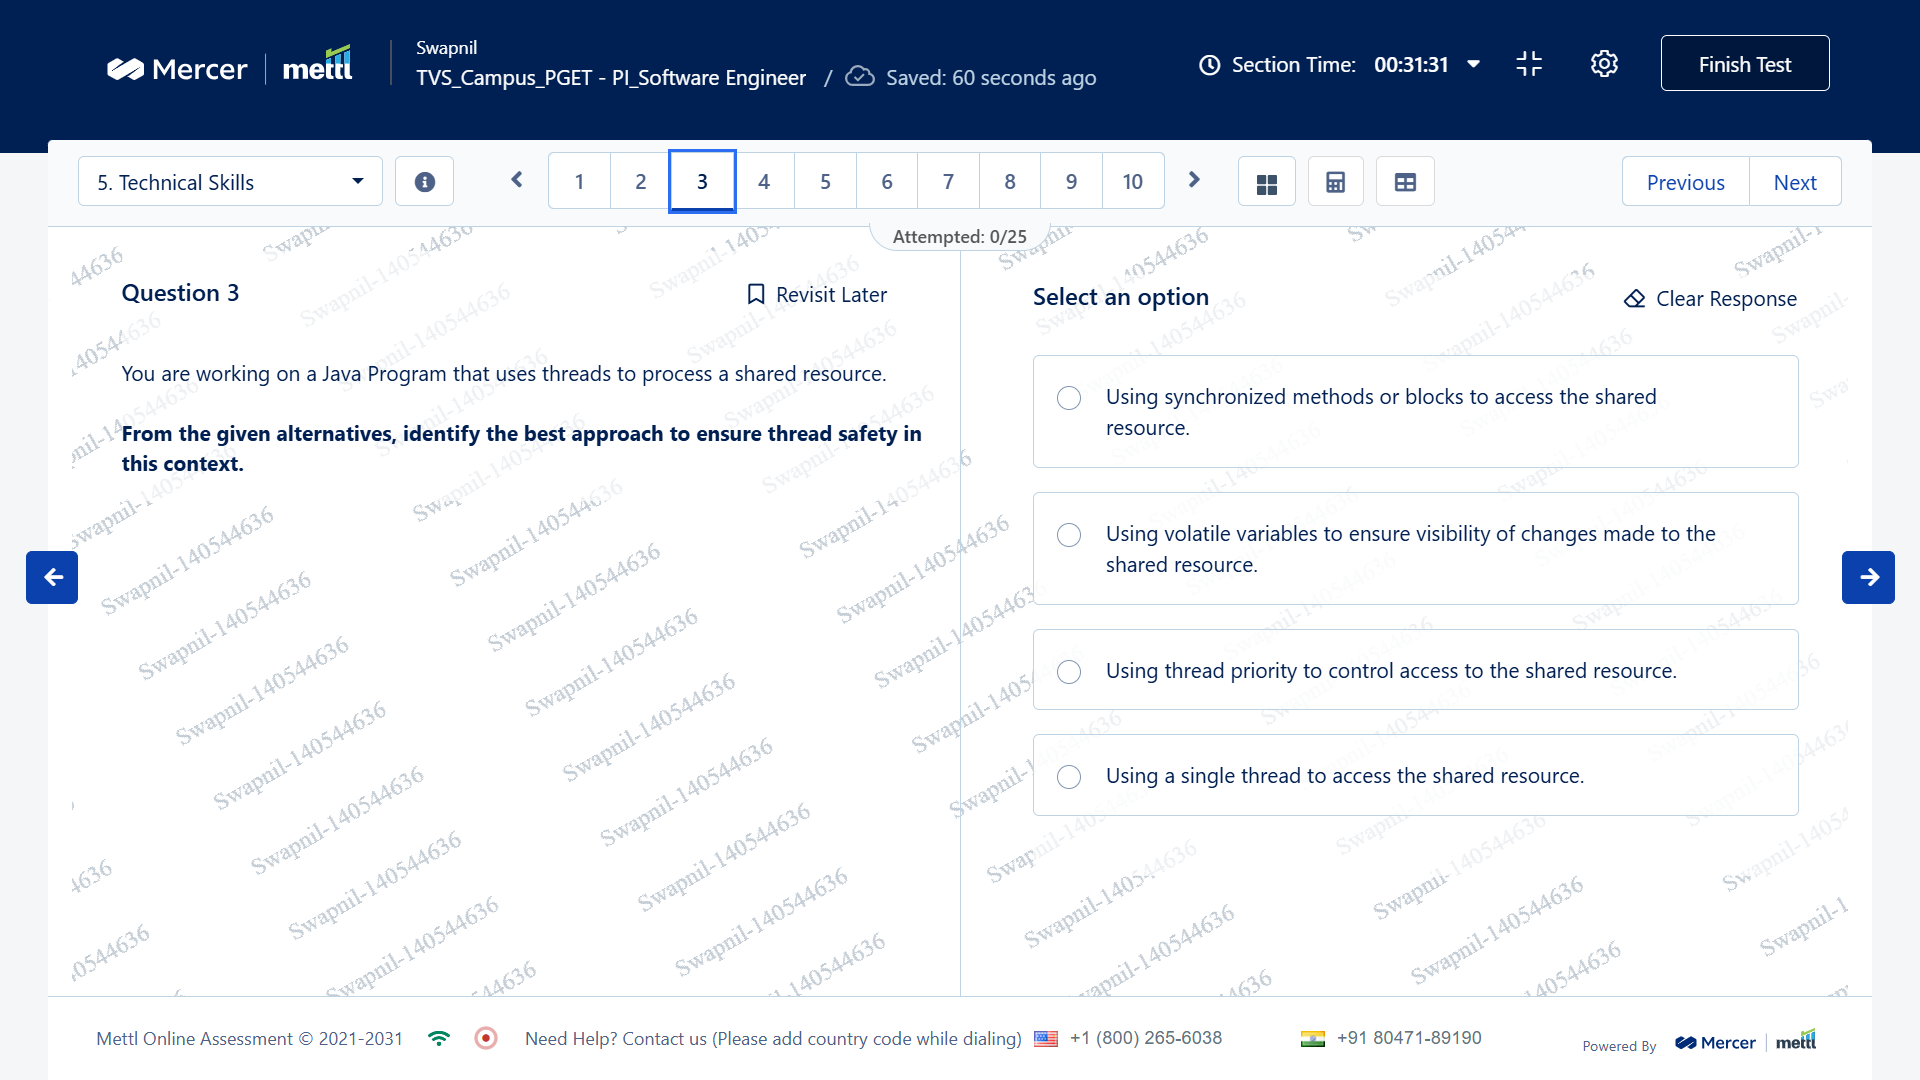 Mercer
mettl
Swapnil
TVS_Campus_PGET - PI_Software Engineer / Saved: 60 seconds ago
Section Time: 00:31:31
Finish Test
5. Technical Skills
1 2 3 4 5 6 7 8 9 10
Previous Next
Attempted: 0/25
Question 3
Revisit Later
You are working on a Java Program that uses threads to process a shared resource.
From the given alternatives, identify the best approach to ensure thread safety in
this context.
Select an option
Clear Response
Using synchronized methods or blocks to access the shared
resource.
Using volatile variables to ensure visibility of changes made to the
shared resource.
Using thread priority to control access to the shared resource.
Using a single thread to access the shared resource.
Swapnil-140544636
Mettl Online Assessment © 2021-2031
Need Help? Contact us (Please add country code while dialing) +1 (800) 265-6038 +91 80471-89190
Powered By Mercer mettl